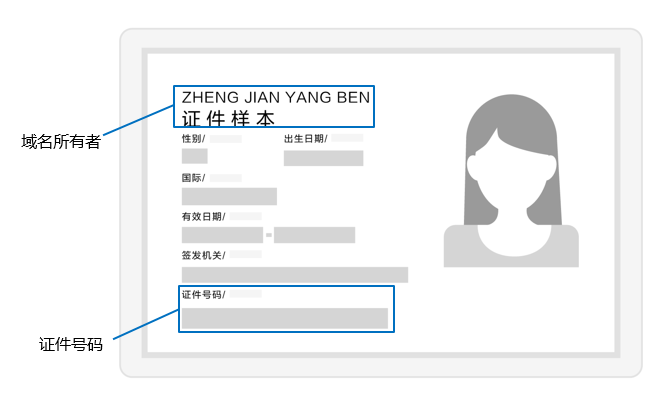 ZHENG JIAN YANG BEN
证件样本
域名所有者
性别/ 出生日期/
国际/
有效日期/
签发机关/
证件号码/
证件号码